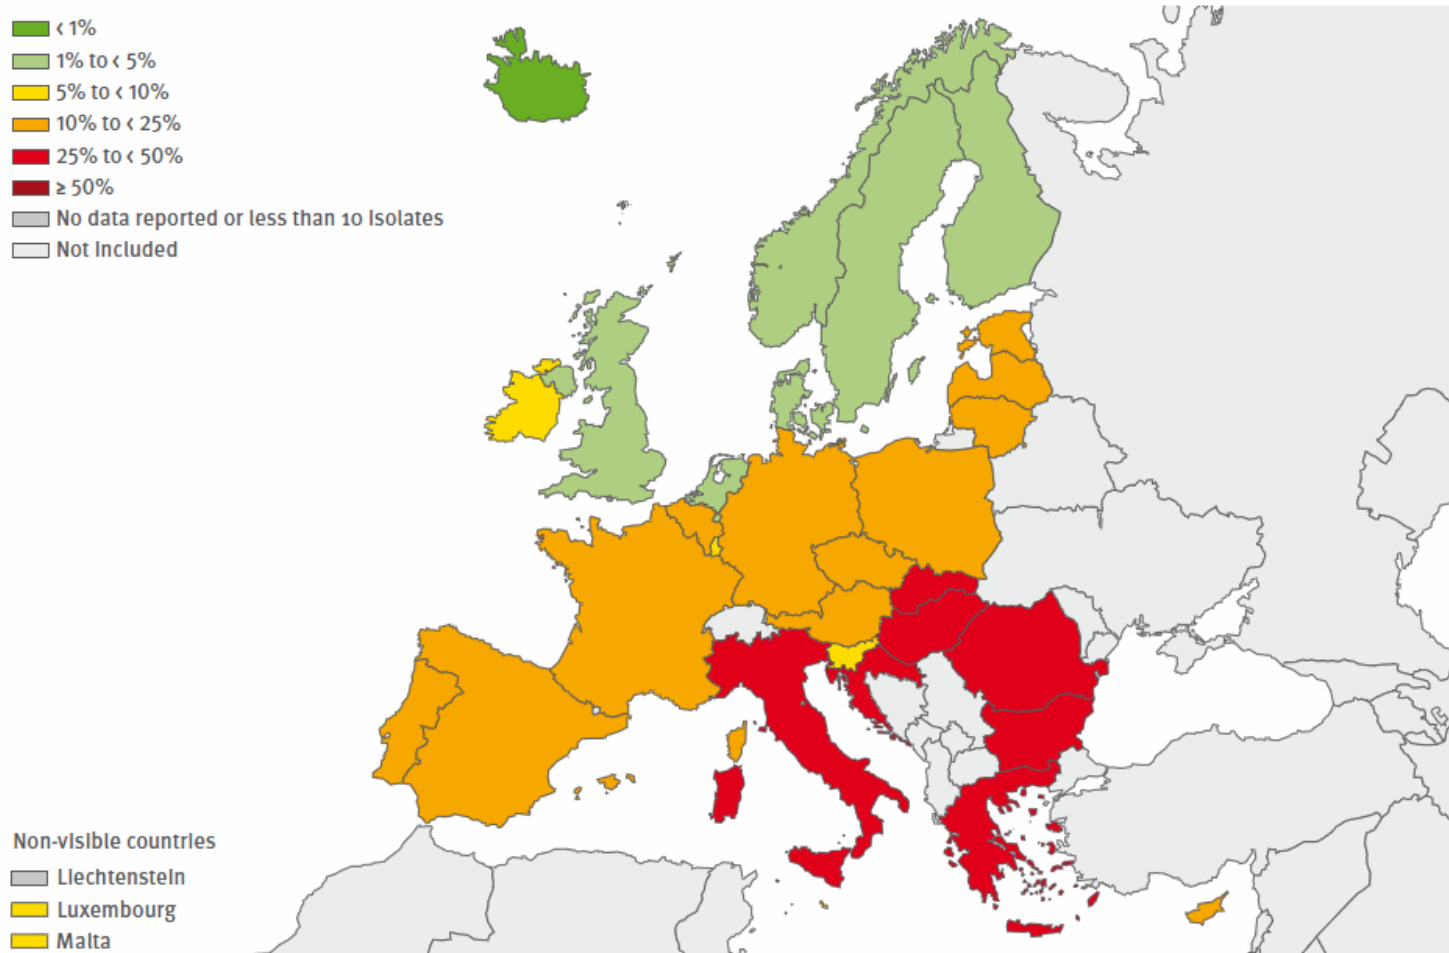 < 1%
1% to < 5%
5% to < 10%
10% to < 25%
25% to < 50%
≥ 50%
No data reported or less than 10 isolates
Not included
Non-visible countries
Liechtenstein
Luxembourg
Malta